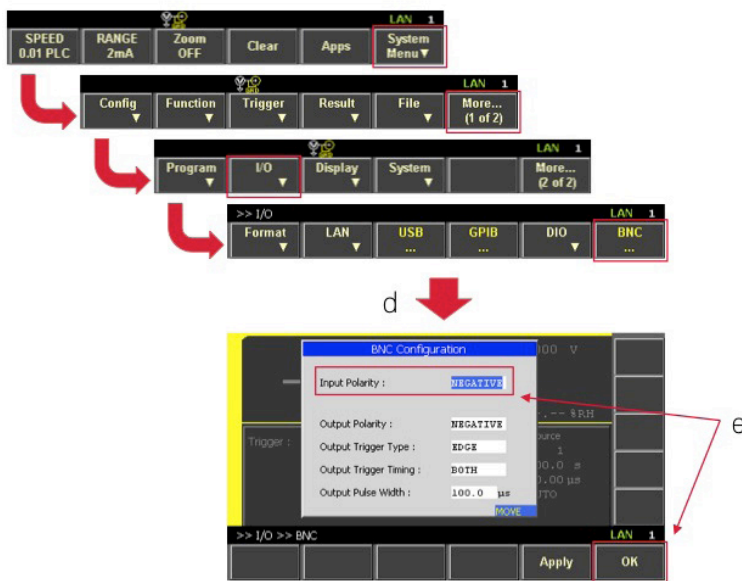 LAN 1
SPEED 0.01 PLC RANGE 2mA Zoom OFF Clear Apps System Menu▼
LAN 1
Config ▼ Function ▼ Trigger ▼ Result ▼ File ▼ More... (1 of 2)
LAN 1
Program ▼ I/O ▼ Display ▼ System ▼ More... (2 of 2)
>> I/O LAN 1
Format ▼ LAN ▼ USB ... GPIB ... DIO ▼ BNC ...
d
BNC Configuration
V
Input Polarity : NEGATIVE
%RH
e
Output Polarity : NEGATIVE
Trigger :
Output Trigger Type : EDGE
1
Output Trigger Timing : BOTH
Output Pulse Width : 100.0 µs
MOVE
>> I/O >> BNC LAN 1
Apply OK